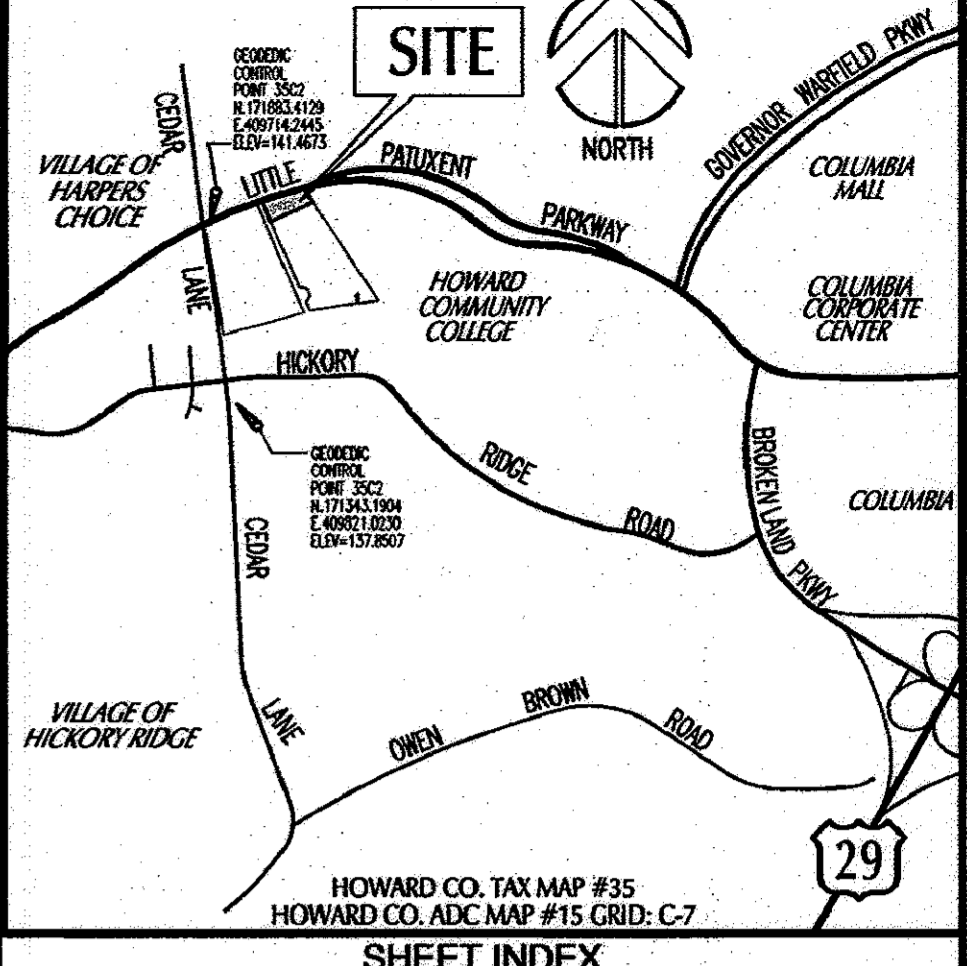 SITE
NORTH
GEODEDIC
CONTROL
POINT 35C2
N.171883.4129
E.409714.2445
ELEV=141.4673
CEDAR
LANE
VILLAGE OF
HARPERS
CHOICE
LITTLE
PATUXENT
PARKWAY
GOVERNOR WARFIELD PKWY
COLUMBIA
MALL
HOWARD
COMMUNITY
COLLEGE
COLUMBIA
CORPORATE
CENTER
HICKORY
RIDGE
ROAD
GEODEDIC
CONTROL
POINT 35C2
N.171343.1904
E.409821.0230
ELEV=137.8507
BROKEN LAND PKWY
COLUMBIA
CEDAR
LANE
VILLAGE OF
HICKORY RIDGE
OWEN
BROWN
ROAD
29
HOWARD CO. TAX MAP #35
HOWARD CO. ADC MAP #15 GRID: C-7
SHEET INDEX